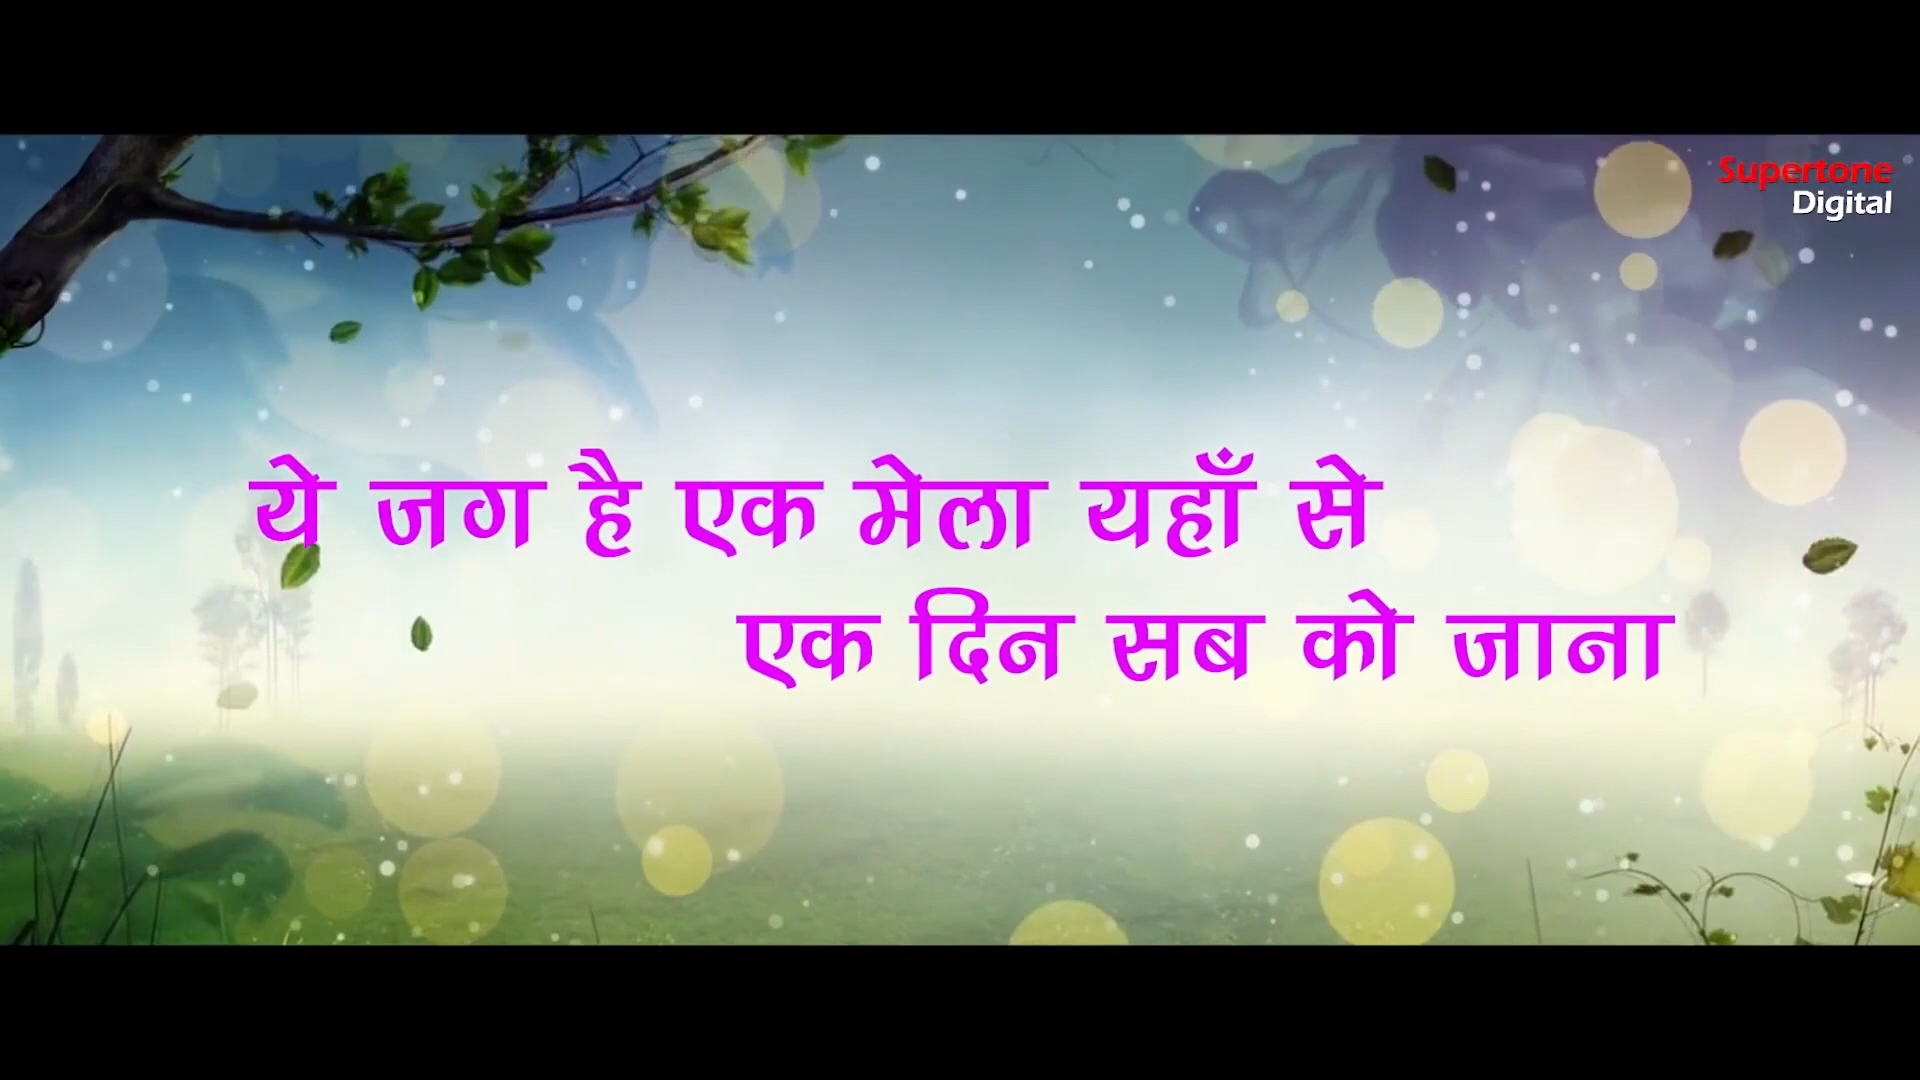 Supertone
Digital
ये जग है एक मेला यहाँ से
एक दिन सब को जाना